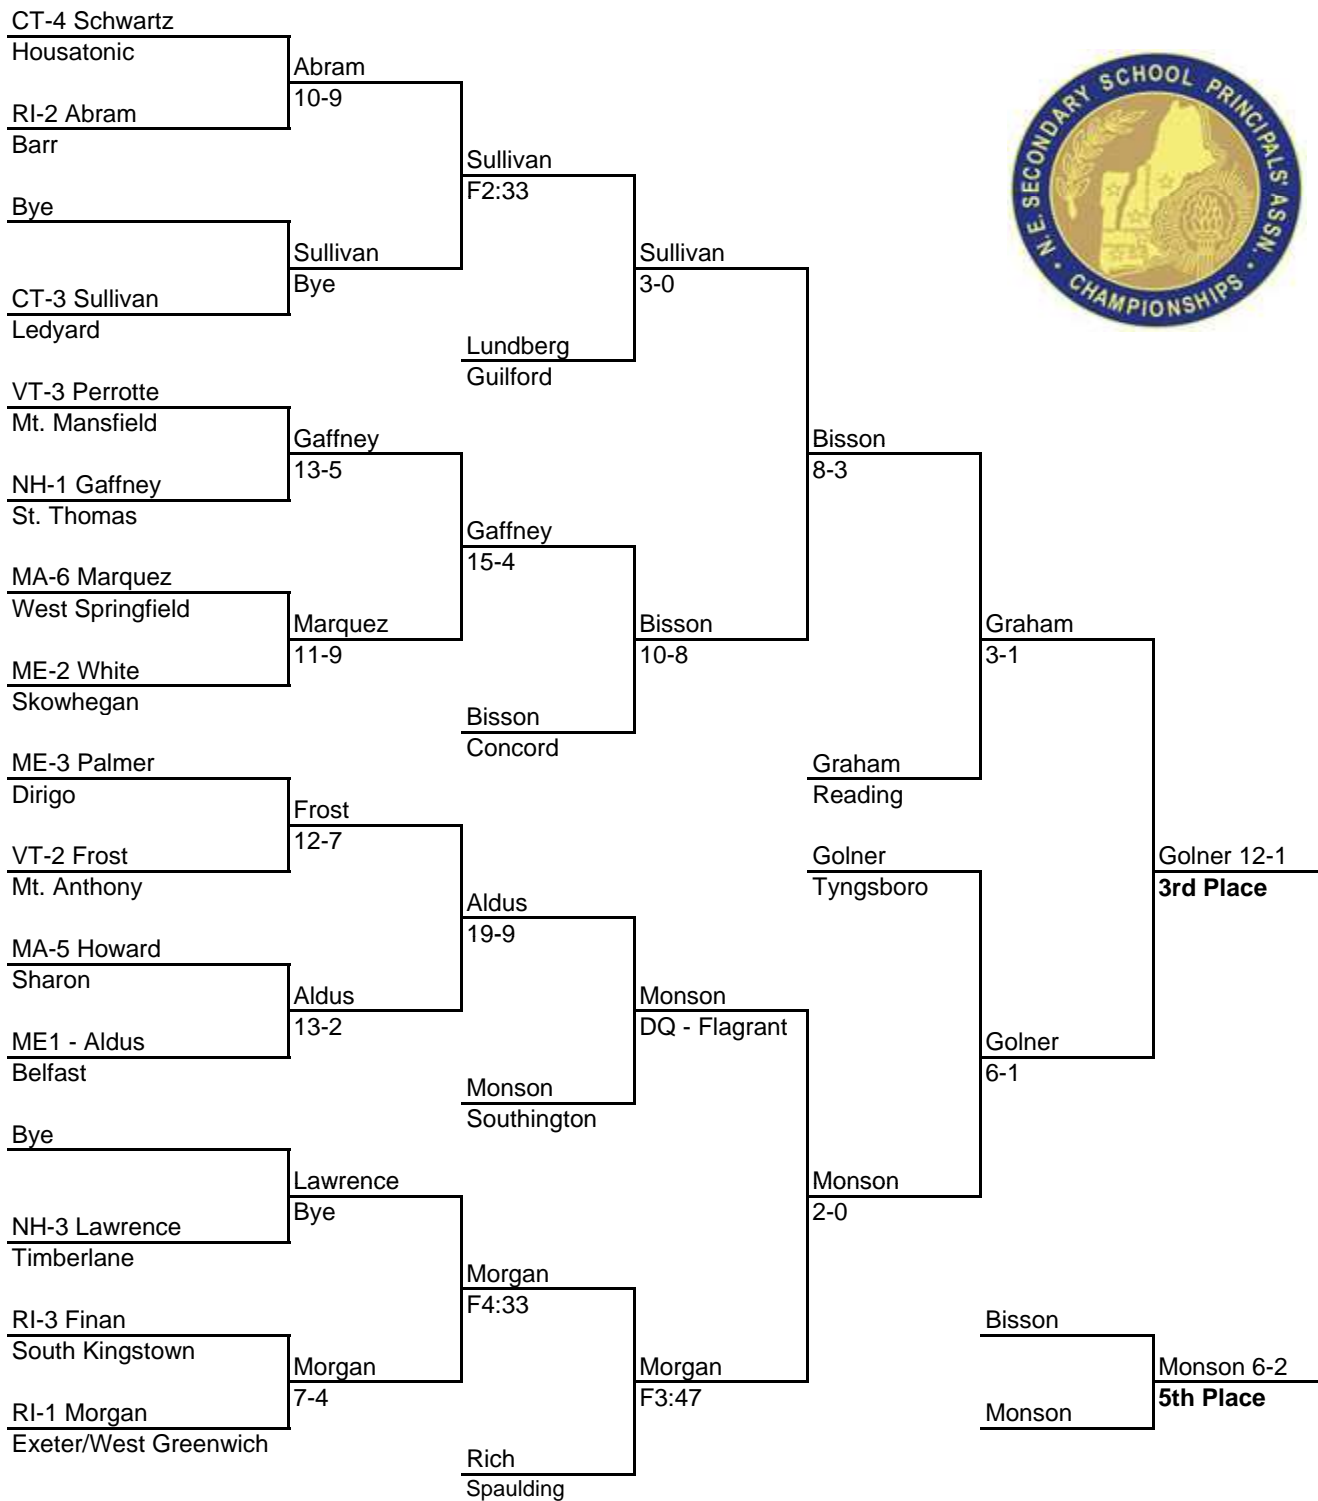 CT-4 Schwartz
Housatonic
RI-2 Abram
Barr
Bye
CT-3 Sullivan
Ledyard
VT-3 Perrotte
Mt. Mansfield
NH-1 Gaffney
St. Thomas
MA-6 Marquez
West Springfield
ME-2 White
Skowhegan
ME-3 Palmer
Dirigo
VT-2 Frost
Mt. Anthony
MA-5 Howard
Sharon
ME1 - Aldus
Belfast
Bye
NH-3 Lawrence
Timberlane
RI-3 Finan
South Kingstown
RI-1 Morgan
Exeter/West Greenwich
Abram
10-9
Sullivan
Bye
Gaffney
13-5
Marquez
11-9
Frost
12-7
Aldus
13-2
Lawrence
Bye
Morgan
7-4
Sullivan
F2:33
Lundberg
Guilford
Gaffney
15-4
Bisson
Concord
Aldus
19-9
Monson
Southington
Morgan
F4:33
Rich
Spaulding
Sullivan
3-0
Bisson
10-8
Monson
DQ - Flagrant
Morgan
F3:47
Bisson
8-3
Graham
Reading
Golner
Tyngsboro
Monson
2-0
Graham
3-1
Golner
6-1
Bisson
Monson
Golner 12-1
3rd Place
Monson 6-2
5th Place
N.E. SECONDARY SCHOOL PRINCIPALS' ASSN.
• CHAMPIONSHIPS •